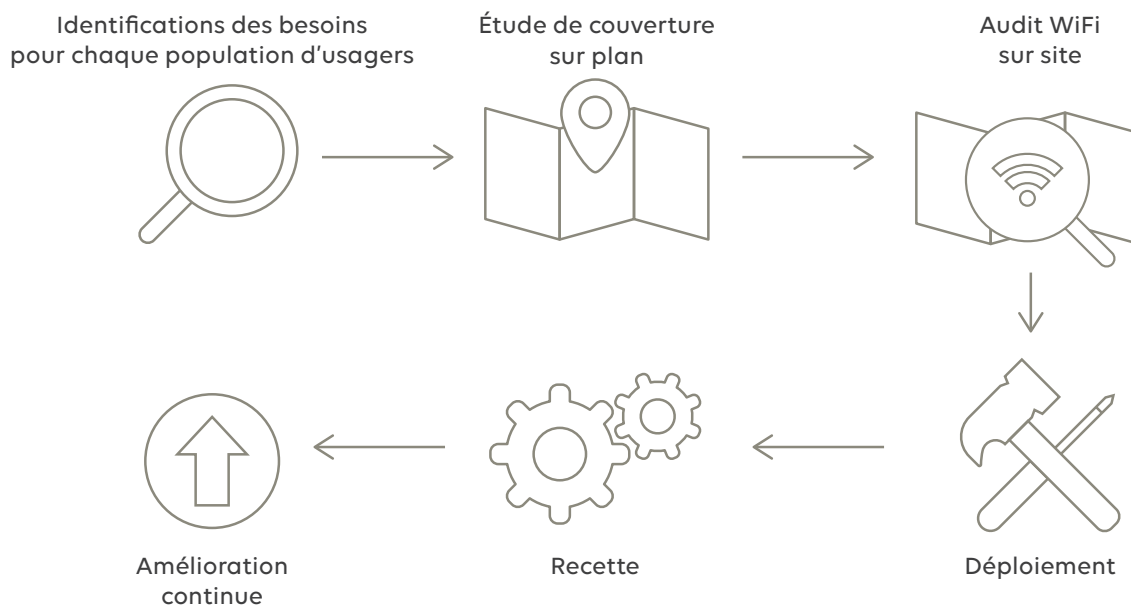 Identifications des besoins
pour chaque population d'usagers
Étude de couverture
sur plan
Audit WiFi
sur site
Déploiement
Recette
Amélioration
continue